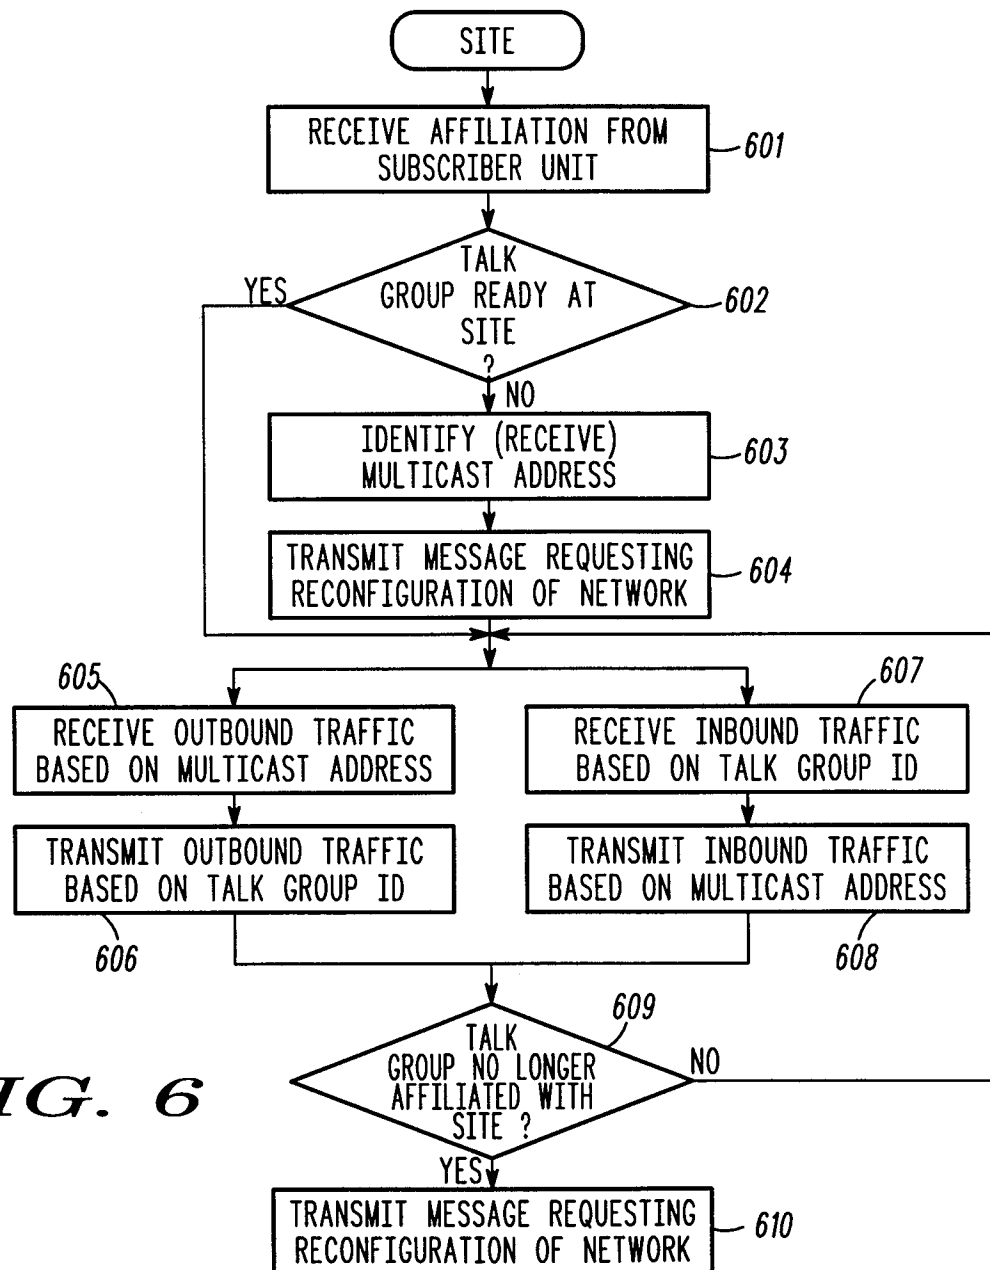 SITE
RECEIVE AFFILIATION FROM
SUBSCRIBER UNIT
601
TALK
GROUP READY AT
SITE
?
602
YES
NO
IDENTIFY (RECEIVE)
MULTICAST ADDRESS
603
TRANSMIT MESSAGE REQUESTING
RECONFIGURATION OF NETWORK
604
605
RECEIVE OUTBOUND TRAFFIC
BASED ON MULTICAST ADDRESS
607
RECEIVE INBOUND TRAFFIC
BASED ON TALK GROUP ID
TRANSMIT OUTBOUND TRAFFIC
BASED ON TALK GROUP ID
606
TRANSMIT INBOUND TRAFFIC
BASED ON MULTICAST ADDRESS
608
609
TALK
GROUP NO LONGER
AFFILIATED WITH
SITE ?
NO
YES
IG. 6
TRANSMIT MESSAGE REQUESTING
RECONFIGURATION OF NETWORK
610